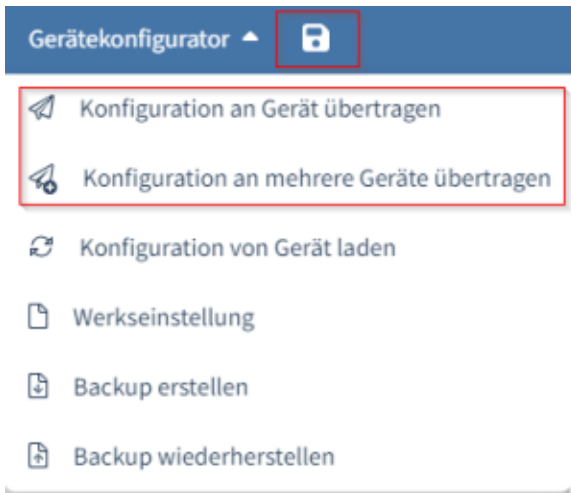 Gerätekonfigurator
Konfiguration an Gerät übertragen
Konfiguration an mehrere Geräte übertragen
Konfiguration von Gerät laden
Werkseinstellung
Backup erstellen
Backup wiederherstellen